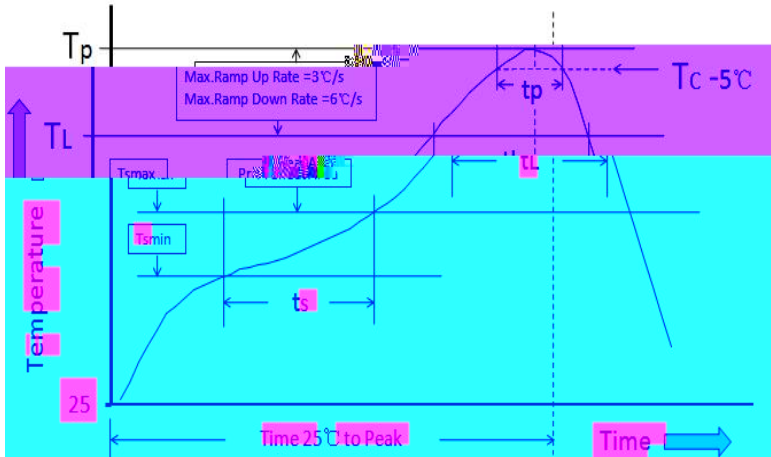 Tp
Max.Ramp Up Rate =3℃/s
Max.Ramp Down Rate =6℃/s
tp
Tc -5℃
TL
tL
Tsmax
Tsmin
ts
Temperature
25
Time 25℃ to Peak
Time